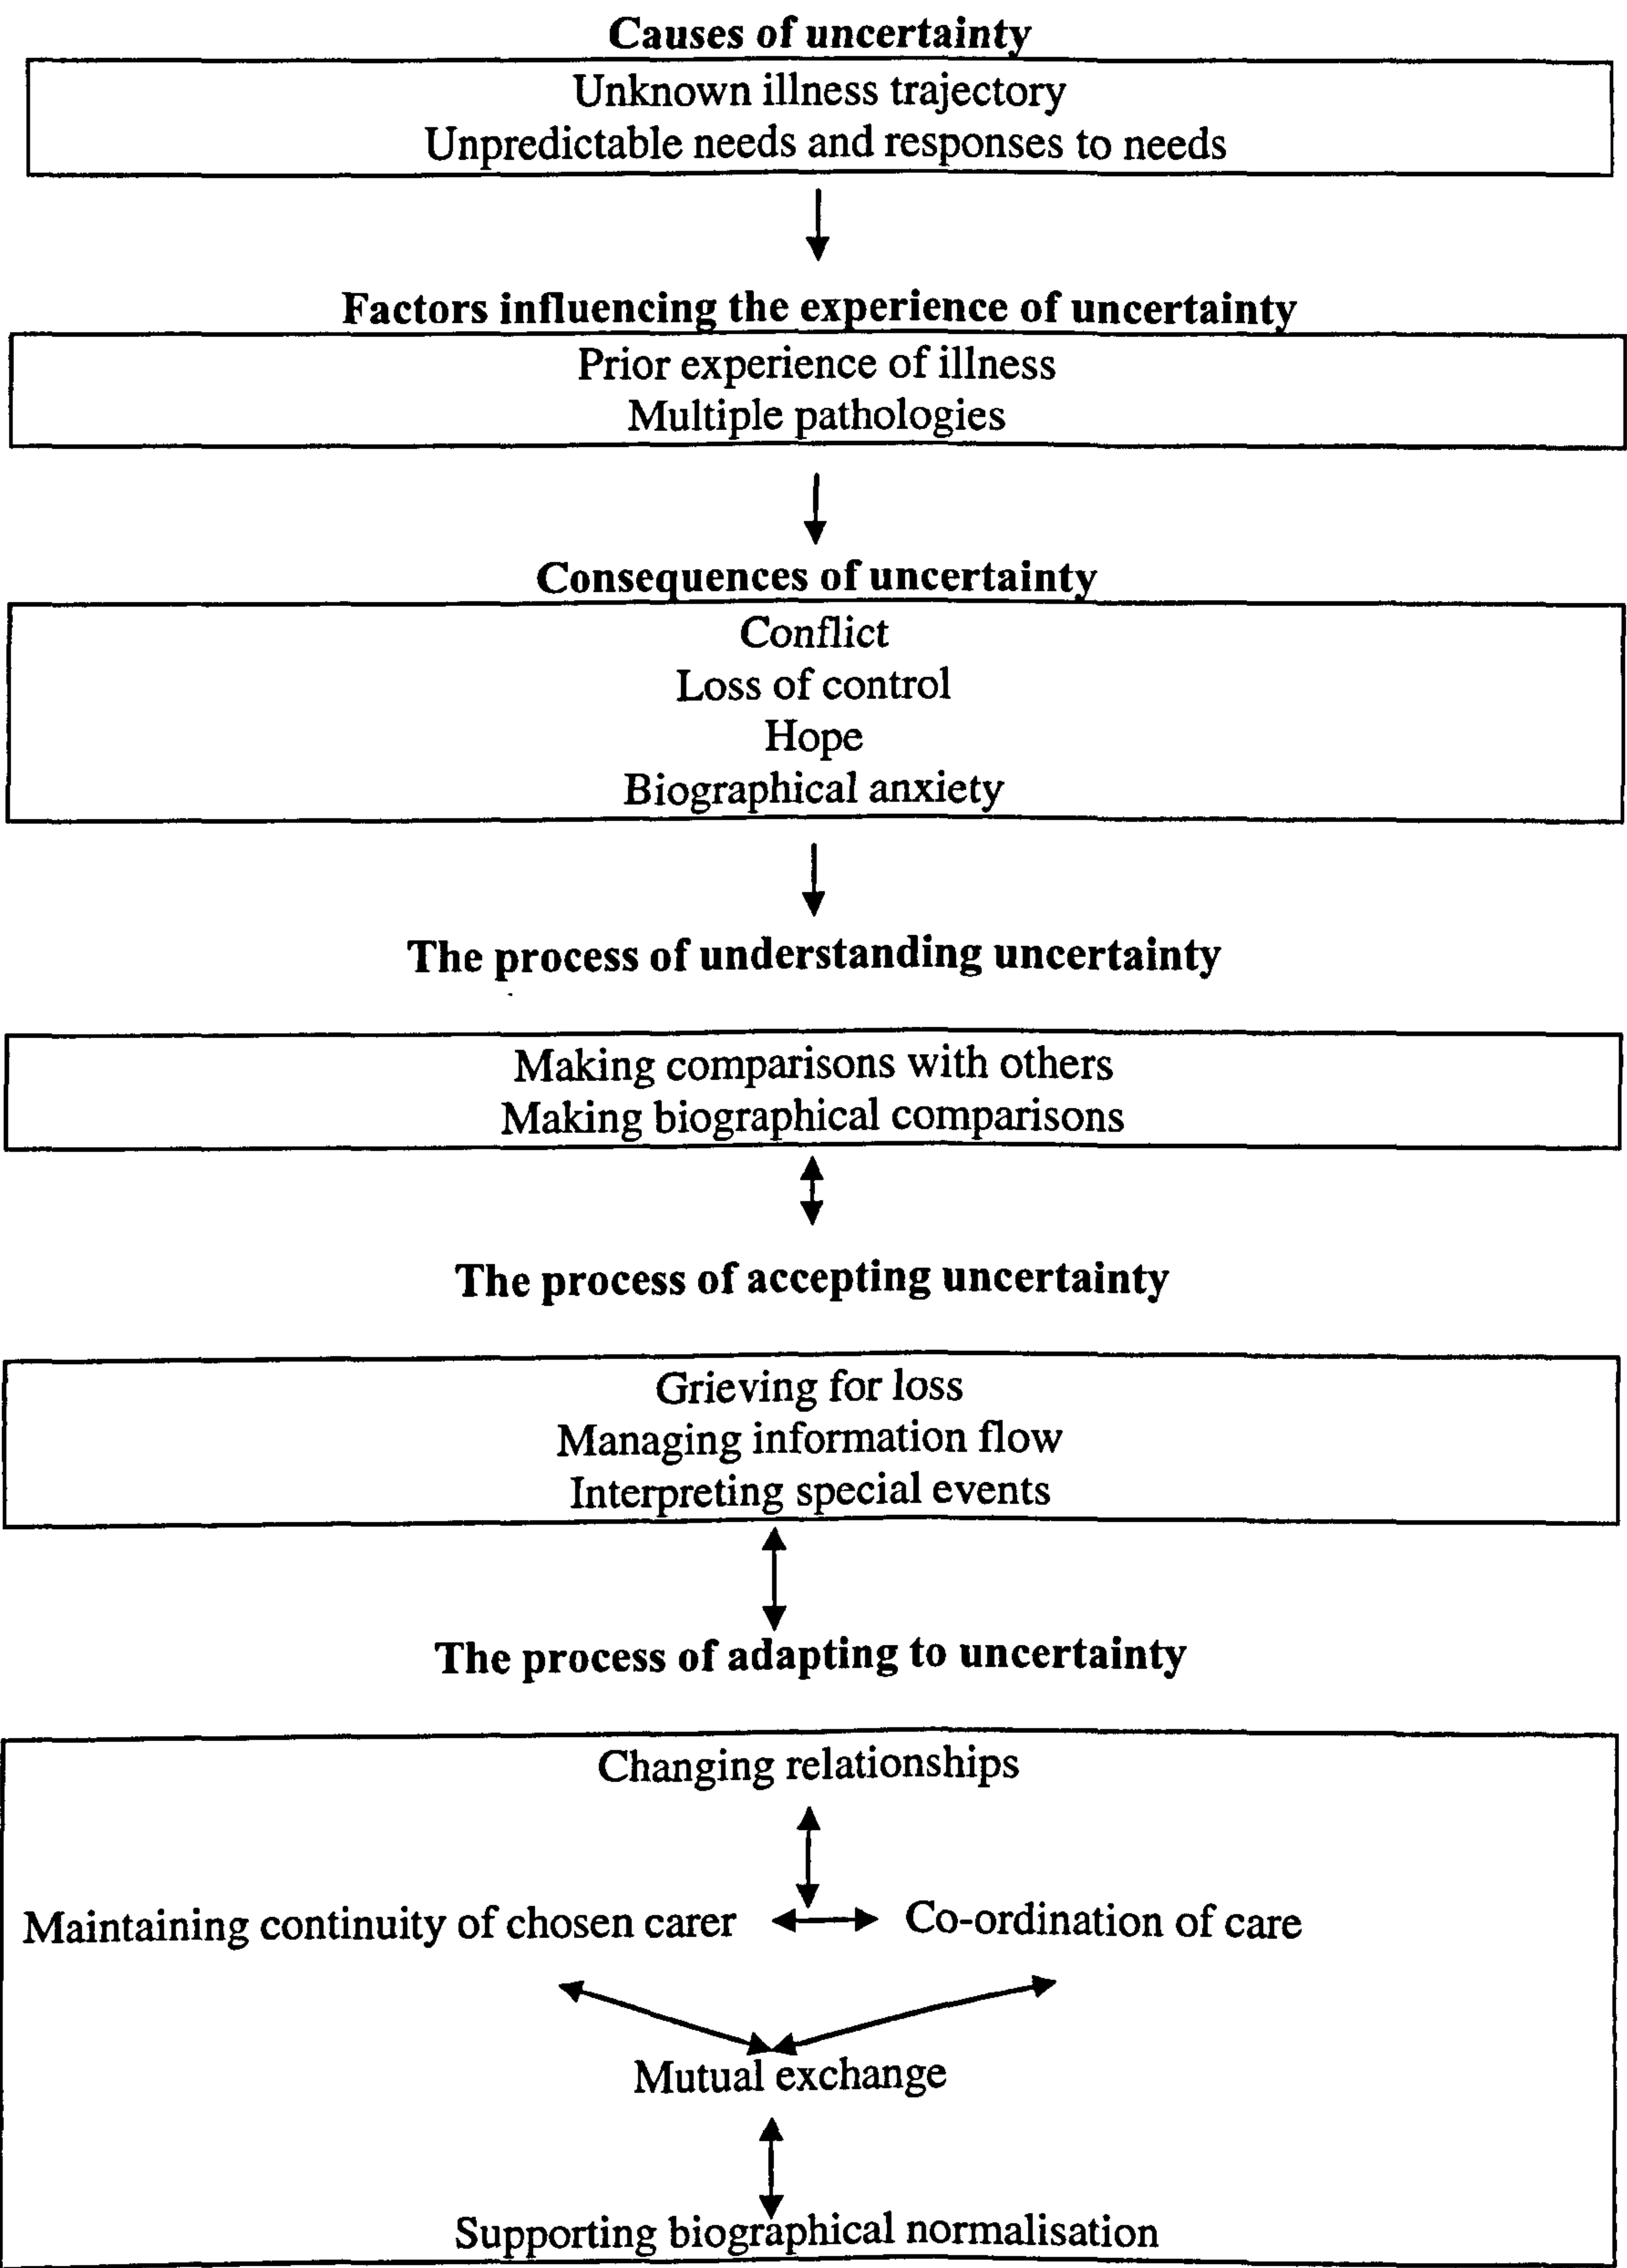 Causes of uncertainty
Unknown illness trajectory
Unpredictable needs and responses to needs
Factors influencing the experience of uncertainty
Prior experience of illness
Multiple pathologies
Consequences of uncertainty
Conflict
Loss of control
Hope
Biographical anxiety
The process of understanding uncertainty
Making comparisons with others
Making biographical comparisons
The process of accepting uncertainty
Grieving for loss
Managing information flow
Interpreting special events
The process of adapting to uncertainty
Changing relationships
Maintaining continuity of chosen carer
Co-ordination of care
Mutual exchange
Supporting biographical normalisation